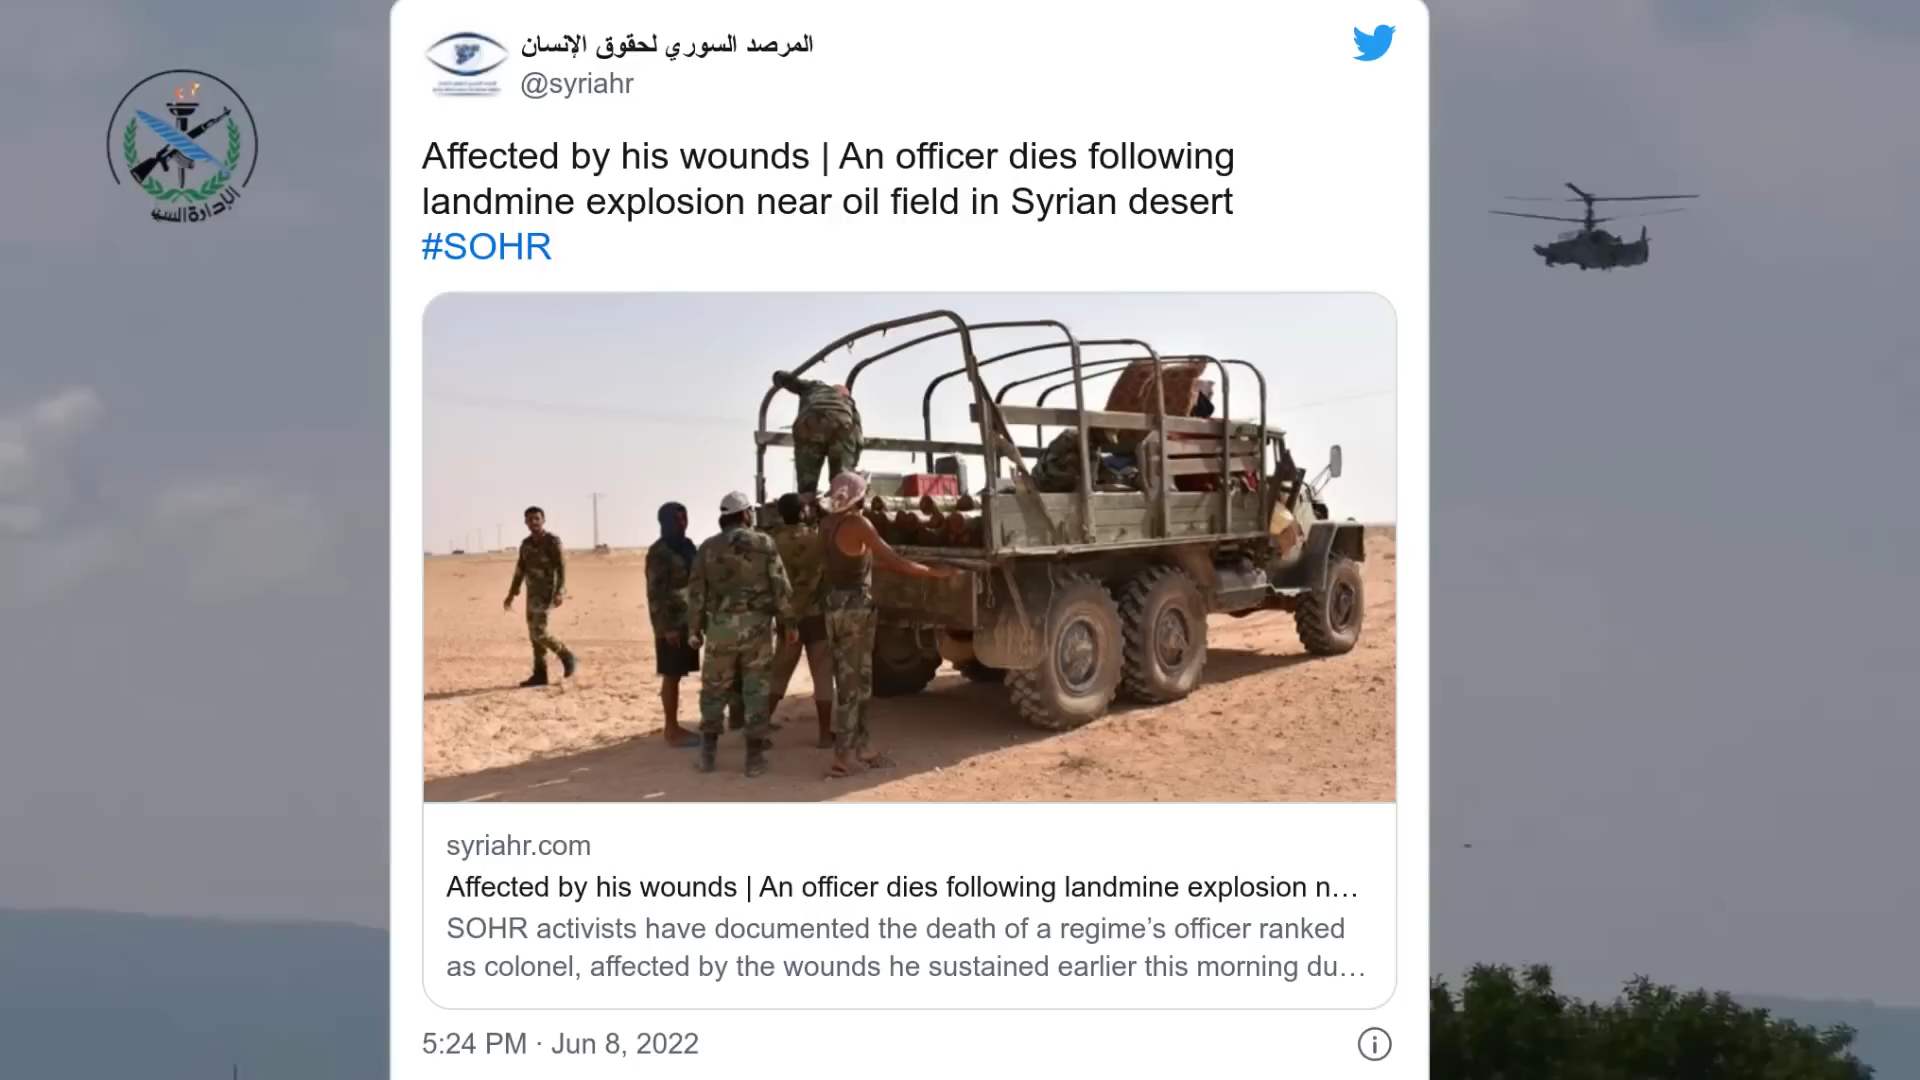 المرصد السوري لحقوق الإنسان
@syriahr
Affected by his wounds | An officer dies following
landmine explosion near oil field in Syrian desert
#SOHR
syriahr.com
Affected by his wounds | An officer dies following landmine explosion n…
SOHR activists have documented the death of a regime’s officer ranked
as colonel, affected by the wounds he sustained earlier this morning du…
5:24 PM · Jun 8, 2022